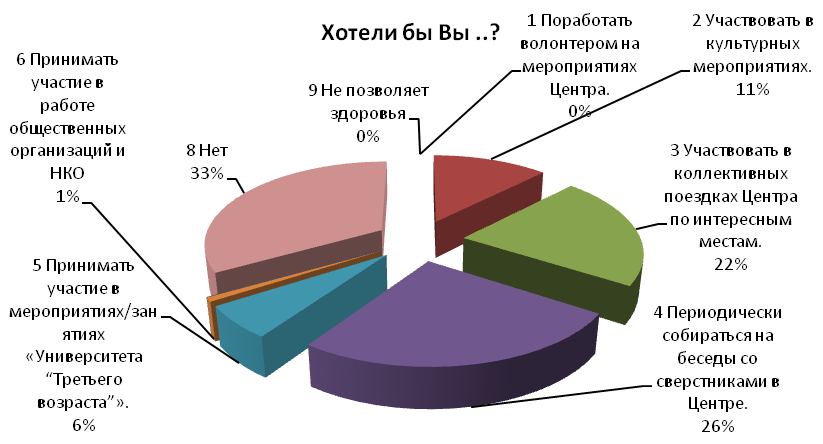 Хотели бы Вы ..?
1 Поработать
волонтером на
мероприятиях
Центра.
0%
2 Участвовать в
культурных
мероприятиях.
11%
3 Участвовать в
коллективных
поездках Центра
по интересным
местам.
22%
4 Периодически
собираться на
беседы со
сверстниками в
Центре.
26%
5 Принимать
участие в
мероприятиях/зан
ятиях
«Университета
“Третьего
возраста”».
6%
6 Принимать
участие в
работе
общественных
организаций и
НКО
1%
8 Нет
33%
9 Не позволяет
здоровья
0%